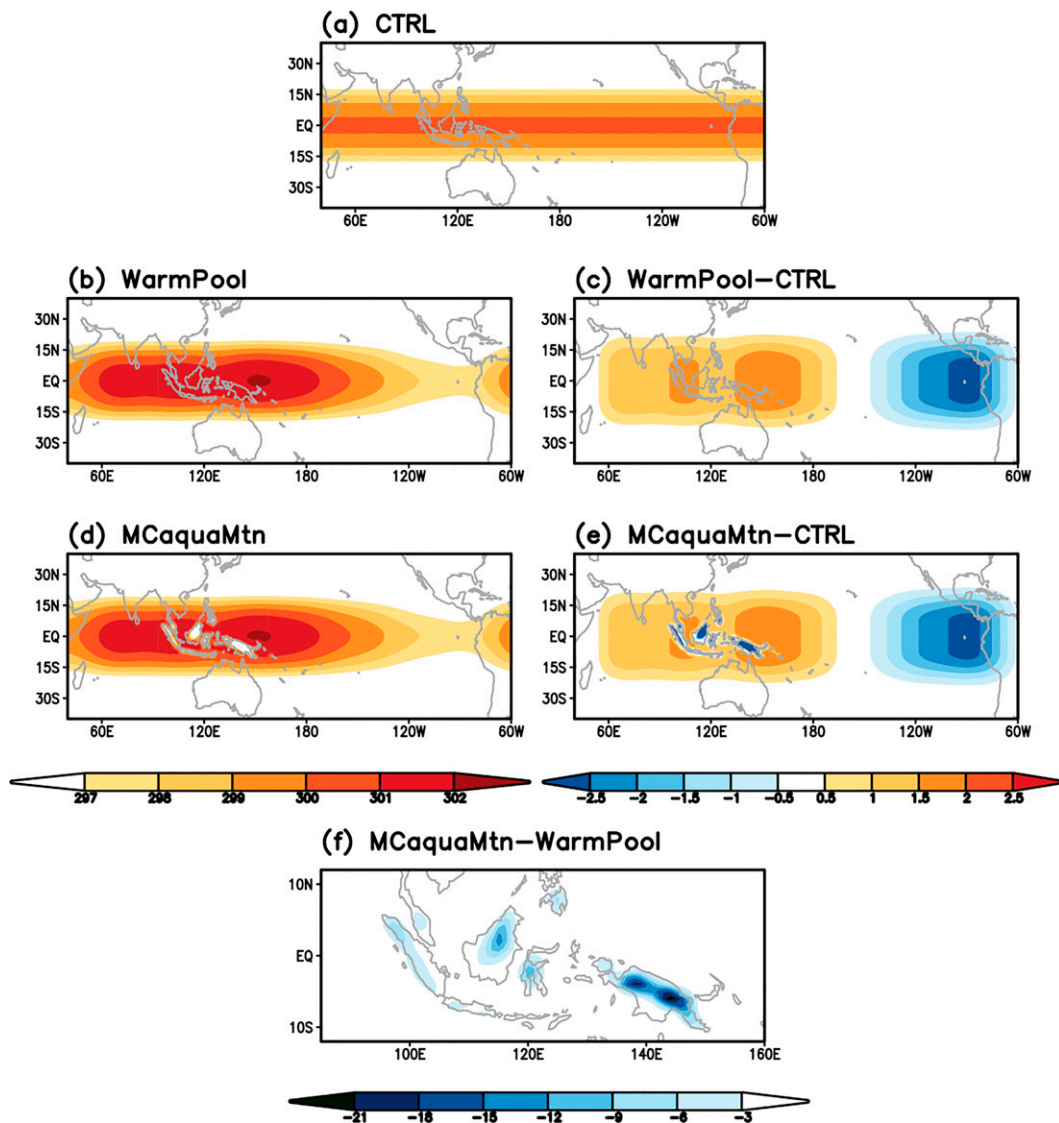 (a) CTRL
30N
15N
EQ
15S
30S
60E 120E 180 120W 60W
(b) WarmPool
30N
15N
EQ
15S
30S
60E 120E 180 120W 60W
(c) WarmPool-CTRL
30N
15N
EQ
15S
30S
60E 120E 180 120W 60W
(d) MCaquaMtn
30N
15N
EQ
15S
30S
60E 120E 180 120W 60W
(e) MCaquaMtn-CTRL
30N
15N
EQ
15S
30S
60E 120E 180 120W 60W
297 298 299 300 301 302
-2.5 -2 -1.5 -1 -0.5 0.5 1 1.5 2 2.5
(f) MCaquaMtn-WarmPool
10N
EQ
10S
100E 120E 140E 160E
-21 -18 -15 -12 -9 -6 -3